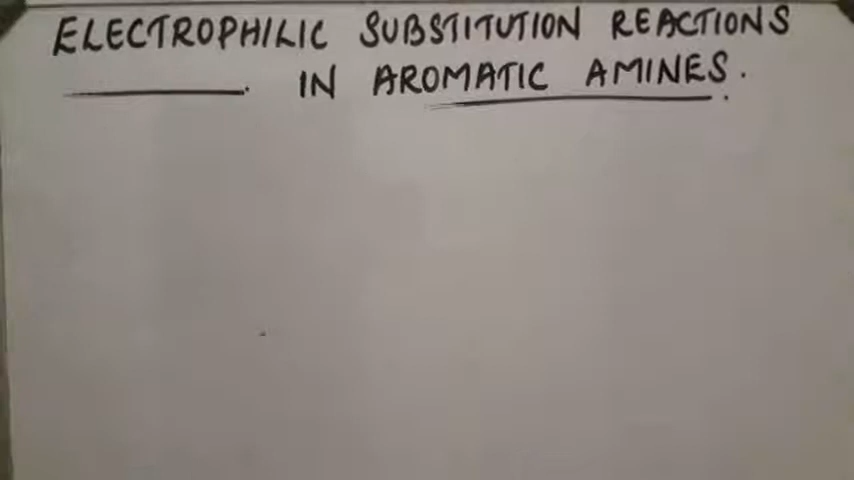 ELECTROPHILIC SUBSTITUTION REACTIONS
IN AROMATIC AMINES.